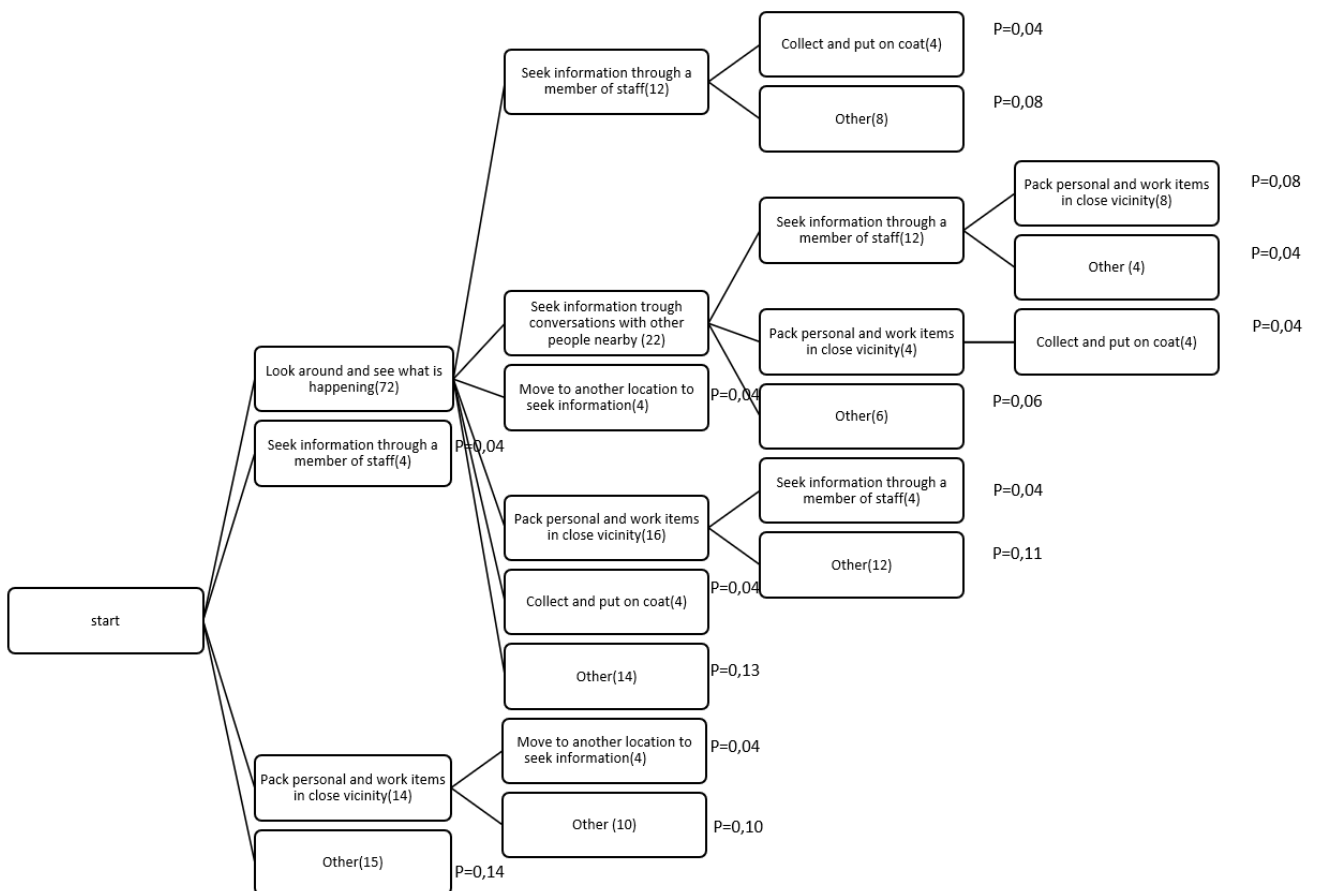 Collect and put on coat(4)
P=0,04
Seek information through a
member of staff(12)
Other(8)
P=0,08
Pack personal and work items
in close vicinity(8)
P=0,08
Seek information through a
member of staff(12)
Other (4)
P=0,04
Seek information trough
conversations with other
people nearby (22)
Pack personal and work items
in close vicinity(4)
Collect and put on coat(4)
P=0,04
Look around and see what is
happening(72)
Move to another location to
seek information(4)
P=0,04
Other(6)
P=0,06
Seek information through a
member of staff(4)
P=0,04
Seek information through a
member of staff(4)
P=0,04
Pack personal and work items
in close vicinity(16)
Other(12)
P=0,11
Collect and put on coat(4)
P=0,04
start
Other(14)
P=0,13
Move to another location to
seek information(4)
P=0,04
Pack personal and work items
in close vicinity(14)
Other (10)
P=0,10
Other(15)
P=0,14